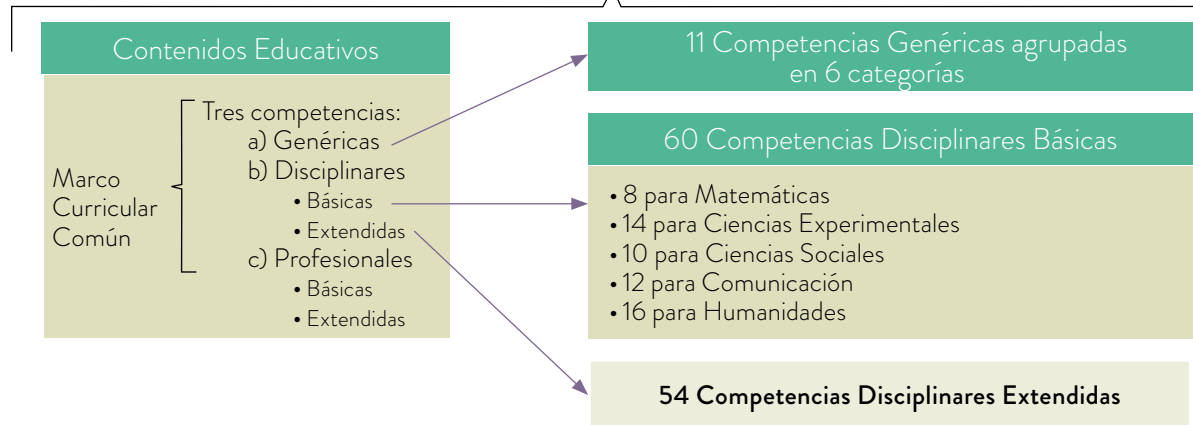 Contenidos Educativos
Marco
Curricular
Común
Tres competencias:
a) Genéricas
b) Disciplinares
• Básicas
• Extendidas
c) Profesionales
• Básicas
• Extendidas
11 Competencias Genéricas agrupadas
en 6 categorías
60 Competencias Disciplinares Básicas
• 8 para Matemáticas
• 14 para Ciencias Experimentales
• 10 para Ciencias Sociales
• 12 para Comunicación
• 16 para Humanidades
54 Competencias Disciplinares Extendidas